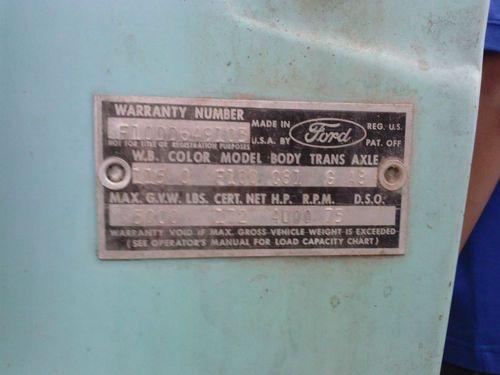 WARRANTY NUMBER
MADE IN
U.S.A. BY
Ford
REG. U.S.
PAT. OFF
NOT FOR TITLE OR REGISTRATION PURPOSES
W.B. COLOR MODEL BODY TRANS AXLE
F100 G
MAX. G.V.W. LBS. CERT. NET H.P. R.P.M. D.S.O.
5000 172 4000 75
WARRANTY VOID IF MAX. GROSS VEHICLE WEIGHT IS EXCEEDED
(SEE OPERATOR'S MANUAL FOR LOAD CAPACITY CHART)